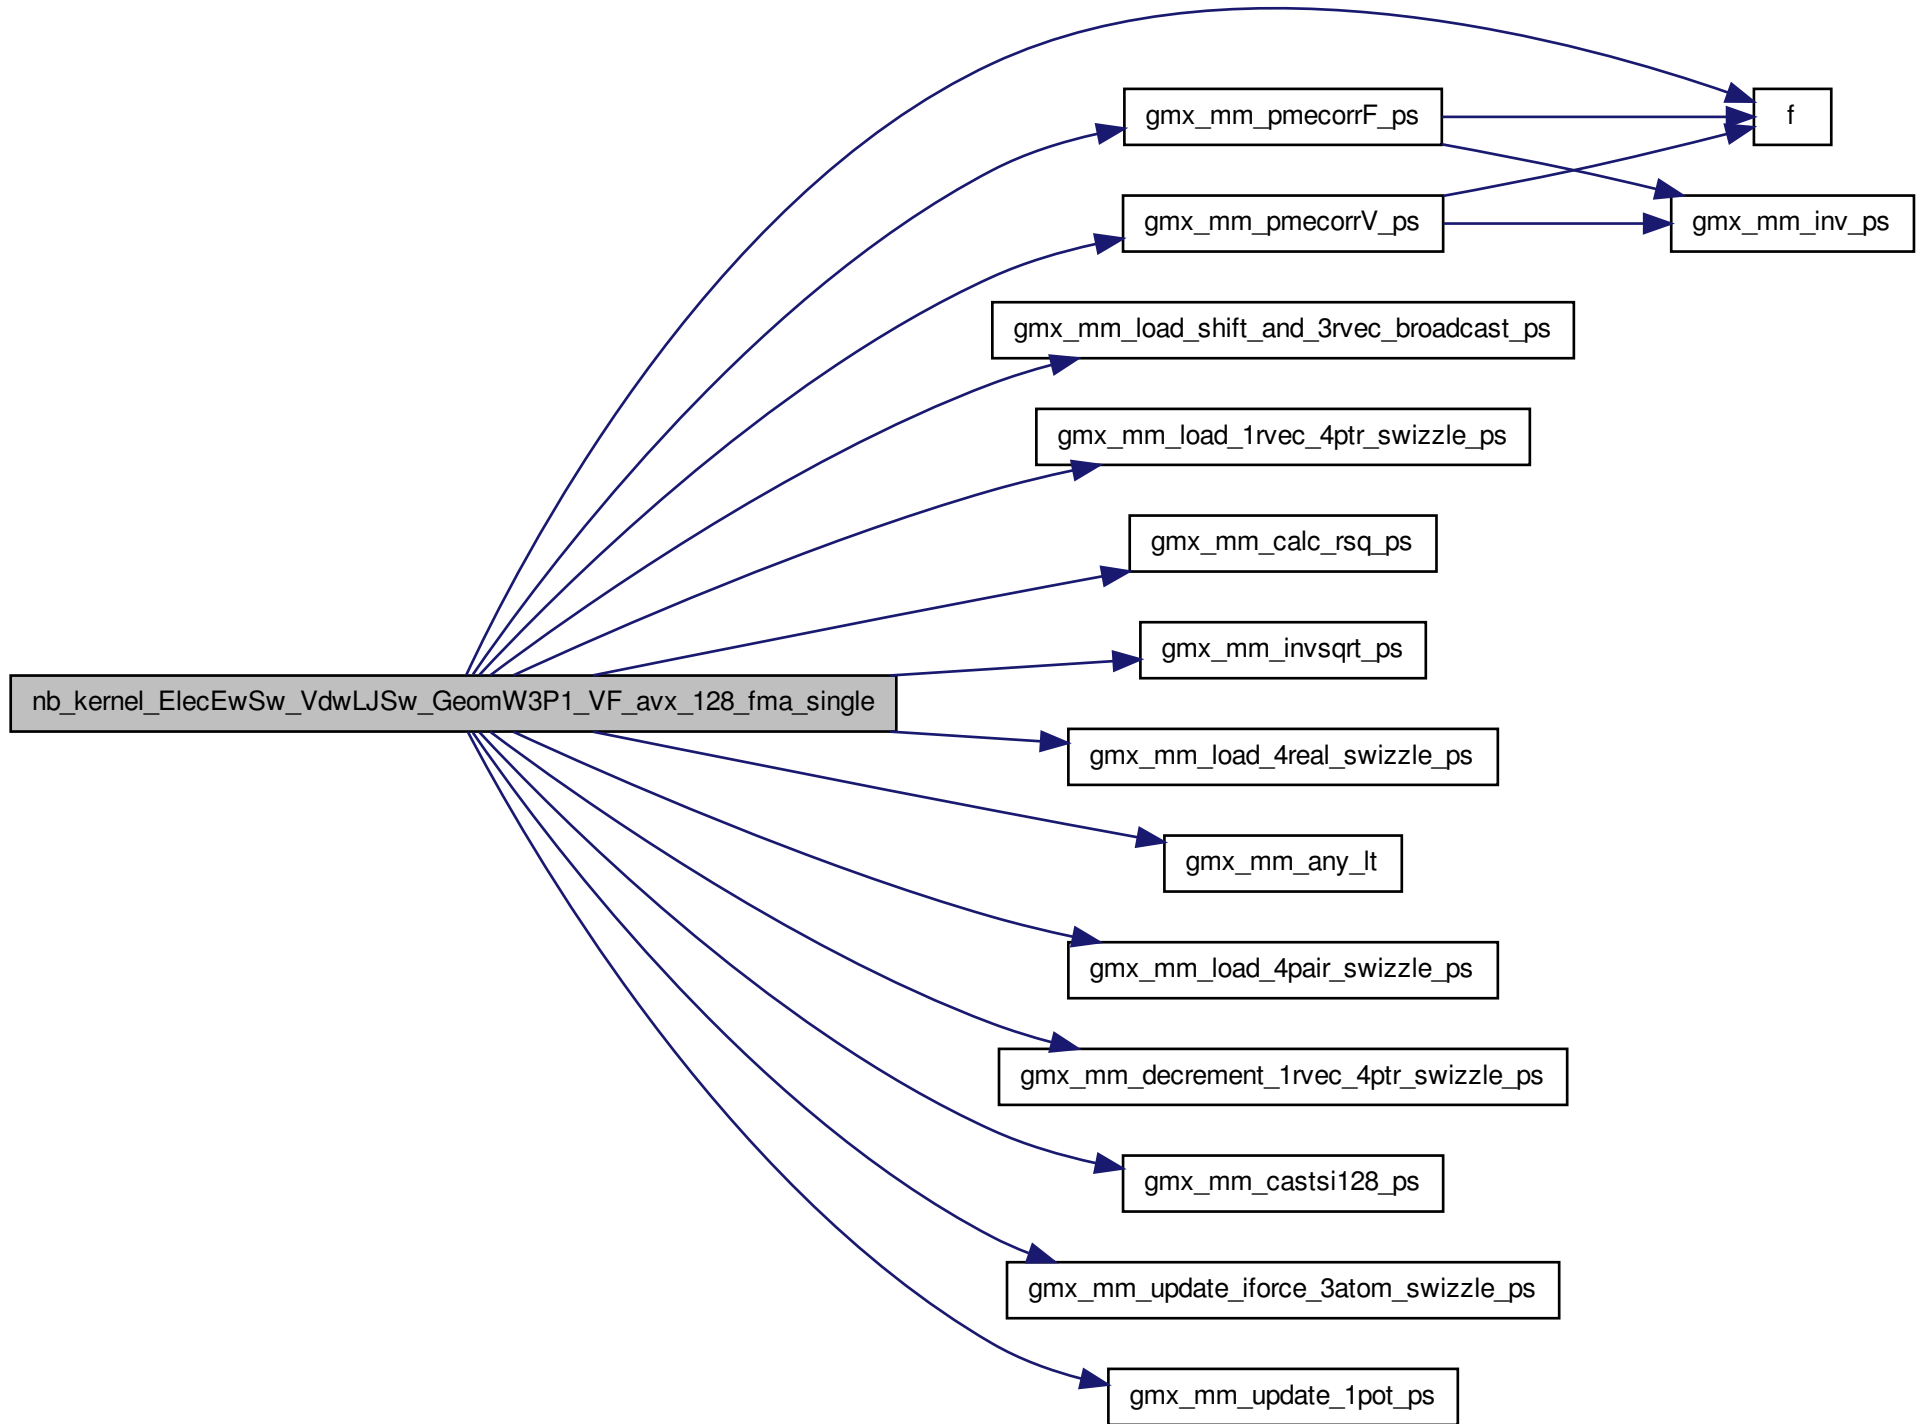 gmx_mm_pmecorrF_ps
f
gmx_mm_pmecorrV_ps
gmx_mm_inv_ps
gmx_mm_load_shift_and_3rvec_broadcast_ps
gmx_mm_load_1rvec_4ptr_swizzle_ps
gmx_mm_calc_rsq_ps
gmx_mm_invsqrt_ps
nb_kernel_ElecEwSw_VdwLJSw_GeomW3P1_VF_avx_128_fma_single
gmx_mm_load_4real_swizzle_ps
gmx_mm_any_lt
gmx_mm_load_4pair_swizzle_ps
gmx_mm_decrement_1rvec_4ptr_swizzle_ps
gmx_mm_castsi128_ps
gmx_mm_update_iforce_3atom_swizzle_ps
gmx_mm_update_1pot_ps